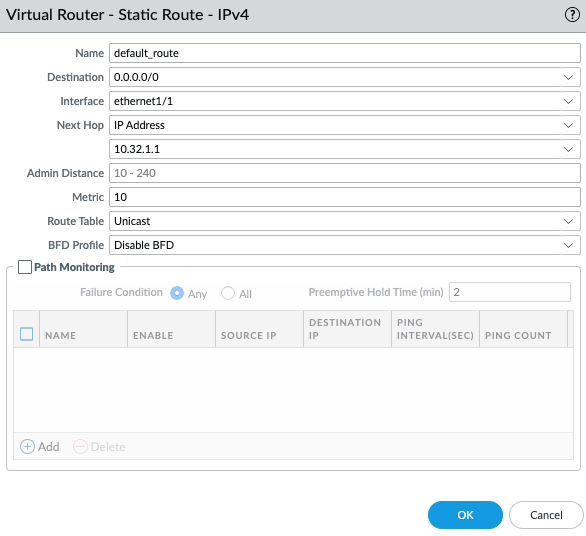 Virtual Router - Static Route - IPv4
Name default_route
Destination 0.0.0.0/0
Interface ethernet1/1
Next Hop IP Address
10.32.1.1
Admin Distance 10 - 240
Metric 10
Route Table Unicast
BFD Profile Disable BFD
Path Monitoring
Failure Condition Any All Preemptive Hold Time (min) 2
NAME ENABLE SOURCE IP DESTINATION IP PING INTERVAL(SEC) PING COUNT
Add Delete
OK Cancel